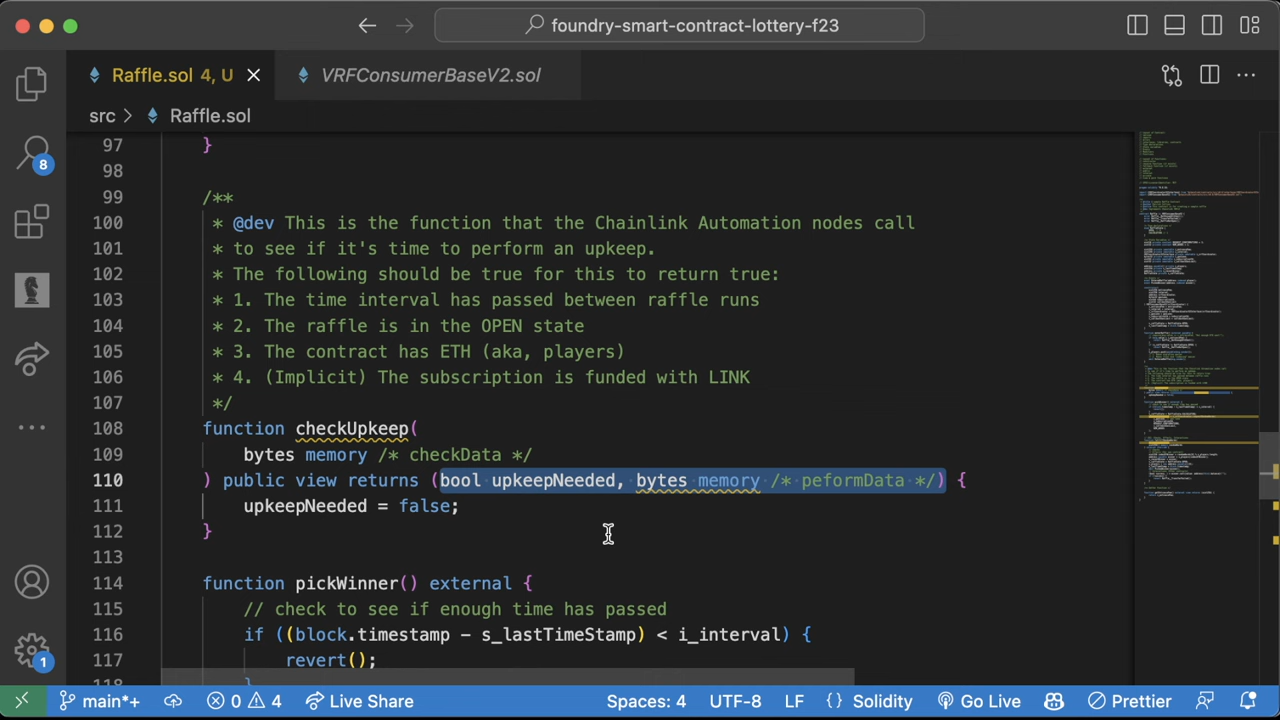 foundry-smart-contract-lottery-f23
Raffle.sol 4, U
VRFConsumerBaseV2.sol
src > Raffle.sol
97 }
98
99 /**
100 * @dev This is the function that the Chainlink Automation nodes call
101 * to see if it's time to perform an upkeep.
102 * The following should be true for this to return true:
103 * 1. The time interval has passed between raffle runs
104 * 2. The raffle is in the OPEN state
105 * 3. The contract has ETH (aka, players)
106 * 4. (Implicit) The subscription is funded with LINK
107 */
108 function checkUpkeep(
109 bytes memory /* checkData */
110 ) public view returns (bool upkeepNeeded, bytes memory /* peformData */) {
111 upkeepNeeded = false;
112 }
113
114 function pickWinner() external {
115 // check to see if enough time has passed
116 if ((block.timestamp - s_lastTimeStamp) < i_interval) {
117 revert();
118 }
8
1
main*+ 0 4 Live Share Spaces: 4 UTF-8 LF {} Solidity Go Live Prettier